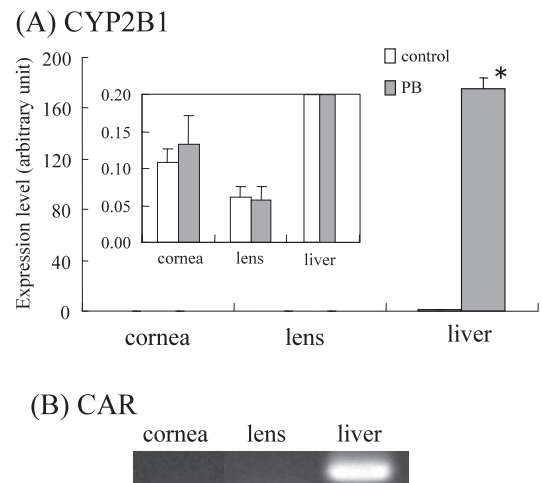 (A) CYP2B1
Expression level (arbitrary unit)
200
160
120
80
40
0
control
PB
*
0.20
0.15
0.10
0.05
0.00
cornea lens liver
cornea lens liver
(B) CAR
cornea lens liver